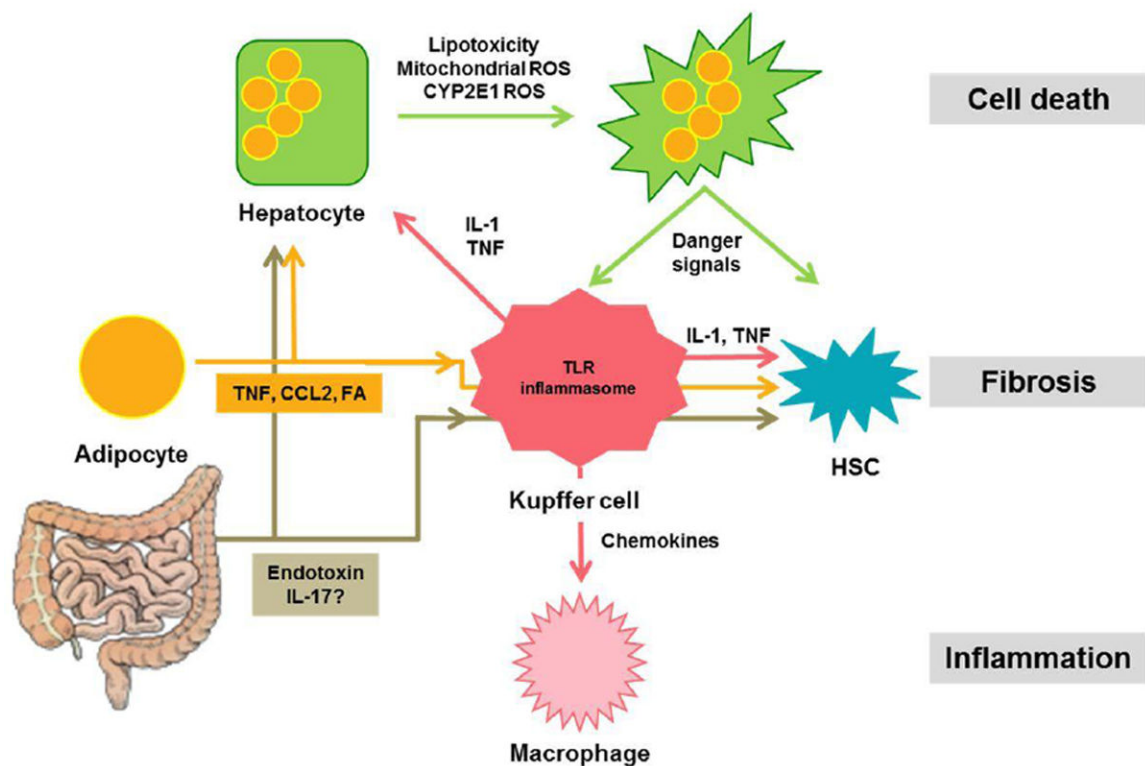 Lipotoxicity
Mitochondrial ROS
CYP2E1 ROS
Cell death
Hepatocyte
IL-1
TNF
Danger
signals
IL-1, TNF
TLR
inflammasome
Fibrosis
TNF, CCL2, FA
Adipocyte
HSC
Kupffer cell
Chemokines
Endotoxin
IL-17?
Inflammation
Macrophage